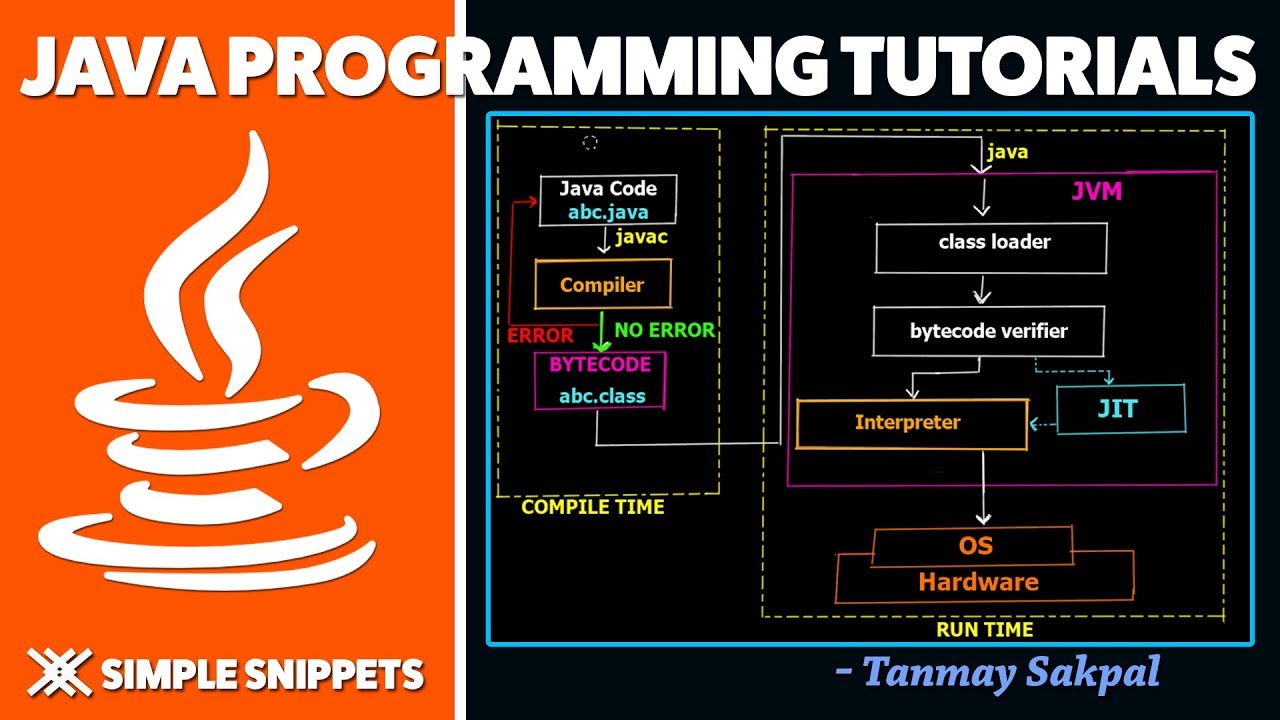 JAVA PROGRAMMING TUTORIALS
Java Code
abc.java
javac
Compiler
ERROR
NO ERROR
BYTECODE
abc.class
COMPILE TIME
java
JVM
class loader
bytecode verifier
Interpreter
JIT
OS
Hardware
RUN TIME
SIMPLE SNIPPETS
- Tanmay Sakpal